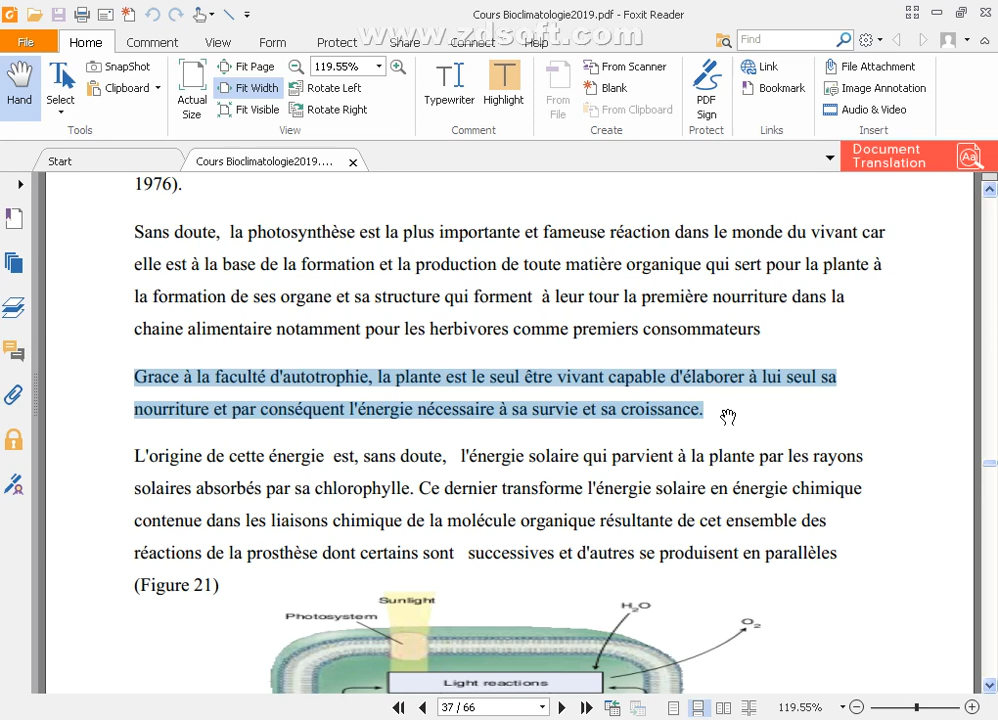 Cours Bioclimatologie2019.pdf - Foxit Reader
File Home Comment View Form Protect Share Connect Help Find
www.zdsoft.com
SnapShot Fit Page 119.55% From Scanner Link File Attachment
Hand Select Clipboard Actual Size Fit Width Rotate Left Typewriter Highlight From File Blank PDF Sign Bookmark Image Annotation
Fit Visible Rotate Right From Clipboard Audio & Video
Tools View Comment Create Protect Links Insert
Start Cours Bioclimatologie2019.... Document Translation
1976).
Sans doute,  la photosynthèse est la plus importante et fameuse réaction dans le monde du vivant car
elle est à la base de la formation et la production de toute matière organique qui sert pour la plante à
la formation de ses organe et sa structure qui forment  à leur tour la première nourriture dans la
chaine alimentaire notamment pour les herbivores comme premiers consommateurs
Grace à la faculté d'autotrophie, la plante est le seul être vivant capable d'élaborer à lui seul sa
nourriture et par conséquent l'énergie nécessaire à sa survie et sa croissance.
L'origine de cette énergie  est, sans doute,   l'énergie solaire qui parvient à la plante par les rayons
solaires absorbés par sa chlorophylle. Ce dernier transforme l'énergie solaire en énergie chimique
contenue dans les liaisons chimique de la molécule organique résultante de cet ensemble des
réactions de la prosthèse dont certains sont   successives et d'autres se produisent en parallèles
(Figure 21)
Sunlight
Photosystem H2O
O2
Light reactions
37 / 66 119.55%